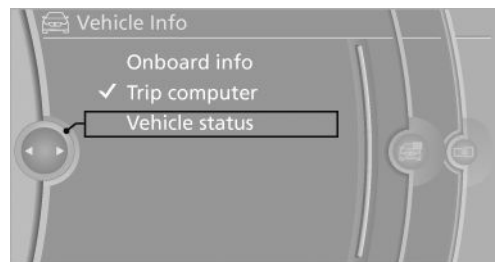 Vehicle Info
Onboard info
Trip computer
Vehicle status